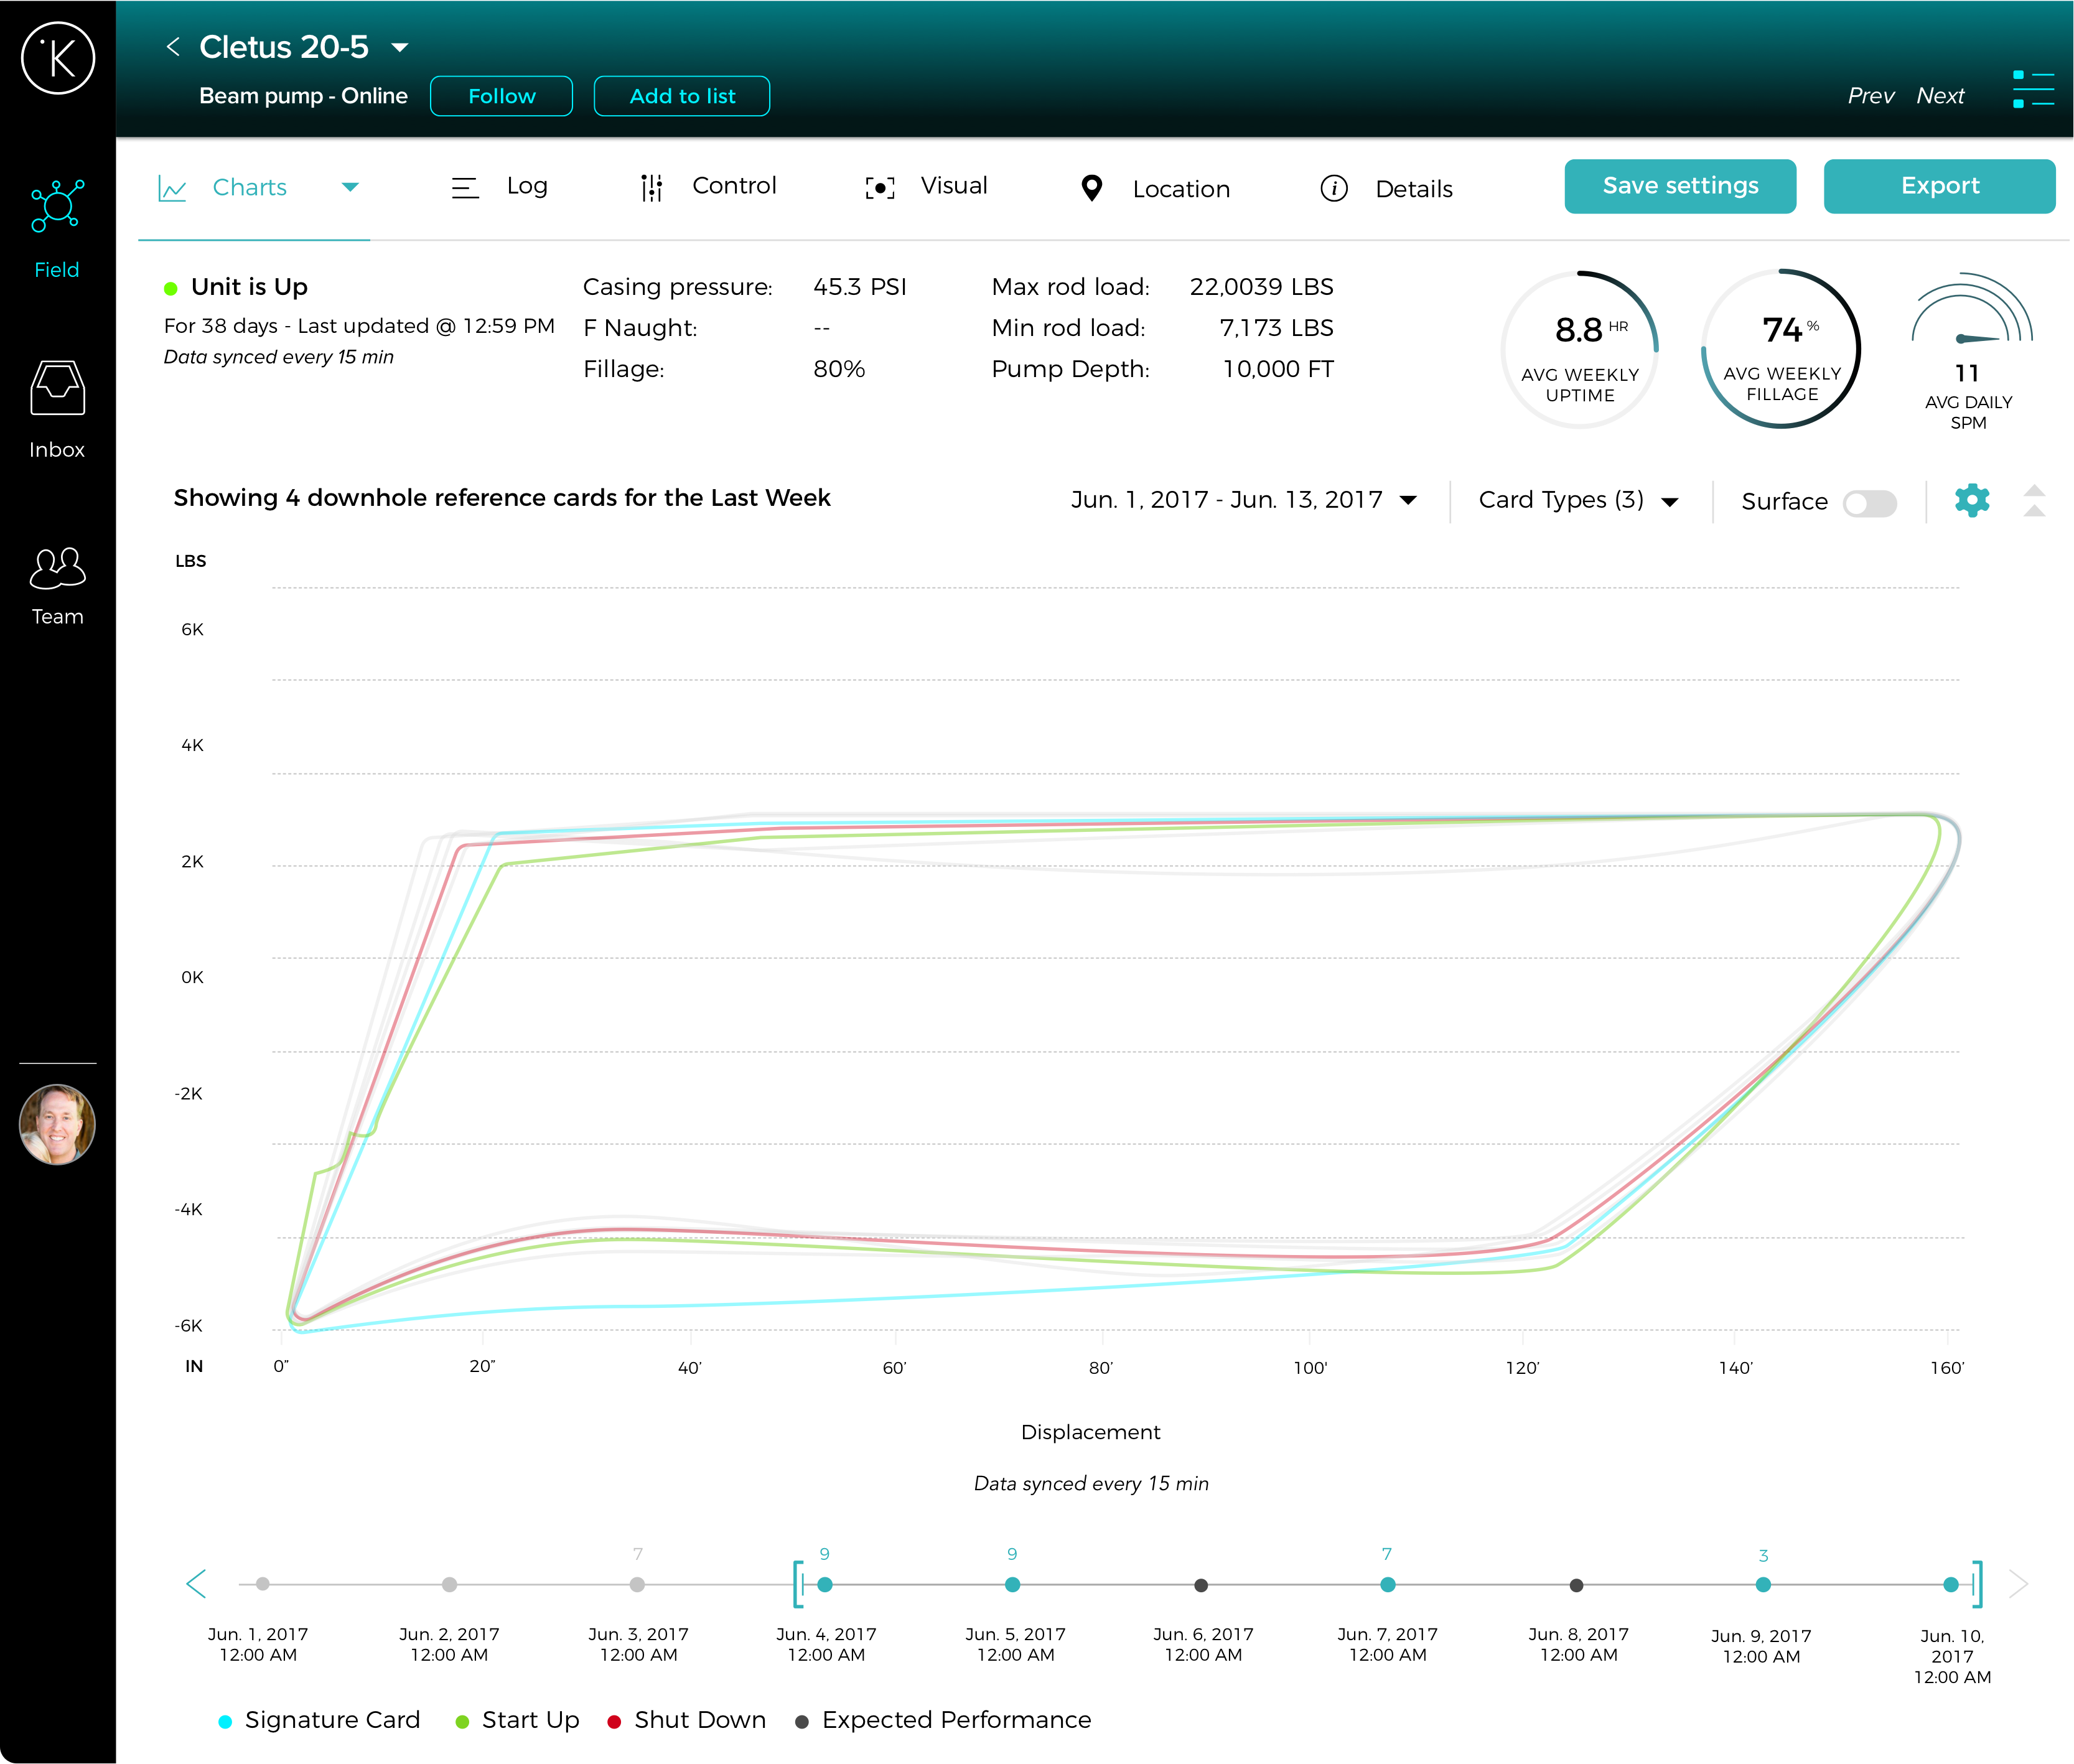 K
Cletus 20-5
Beam pump - Online
Follow
Add to list
Prev Next
Field
Inbox
Team
Charts
Log
Control
Visual
Location
Details
Save settings
Export
Unit is Up
For 38 days - Last updated @ 12:59 PM
Data synced every 15 min
Casing pressure: 45.3 PSI
F Naught: --
Fillage: 80%
Max rod load: 22,0039 LBS
Min rod load: 7,173 LBS
Pump Depth: 10,000 FT
8.8 HR
AVG WEEKLY
UPTIME
74 %
AVG WEEKLY
FILLAGE
11
AVG DAILY
SPM
Showing 4 downhole reference cards for the Last Week
Jun. 1, 2017 - Jun. 13, 2017
Card Types (3)
Surface
LBS
6K
4K
2K
0K
-2K
-4K
-6K
IN 0” 20” 40’ 60’ 80’ 100' 120’ 140’ 160’
Displacement
Data synced every 15 min
7 9 9 7 3
Jun. 1, 2017
12:00 AM
Jun. 2, 2017
12:00 AM
Jun. 3, 2017
12:00 AM
Jun. 4, 2017
12:00 AM
Jun. 5, 2017
12:00 AM
Jun. 6, 2017
12:00 AM
Jun. 7, 2017
12:00 AM
Jun. 8, 2017
12:00 AM
Jun. 9, 2017
12:00 AM
Jun. 10,
2017
12:00 AM
Signature Card
Start Up
Shut Down
Expected Performance